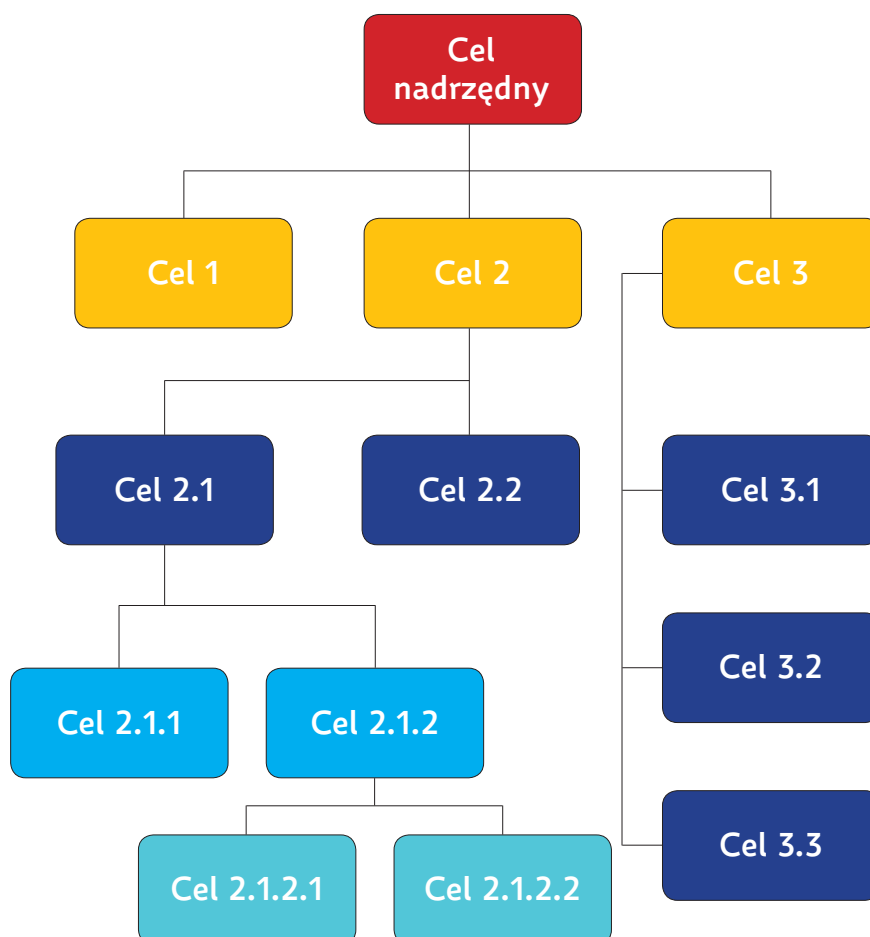 Cel
nadrzędny
Cel 1
Cel 2
Cel 3
Cel 2.1
Cel 2.2
Cel 3.1
Cel 3.2
Cel 2.1.1
Cel 2.1.2
Cel 3.3
Cel 2.1.2.1
Cel 2.1.2.2